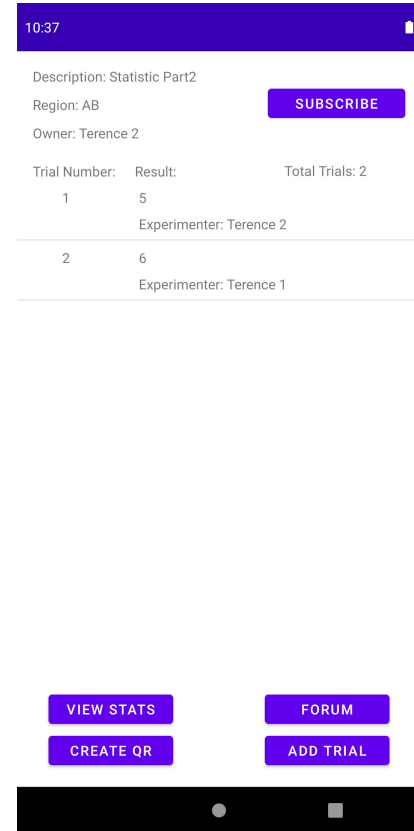 10:37
Description: Statistic Part2
Region: AB
SUBSCRIBE
Owner: Terence 2
Trial Number: Result: Total Trials: 2
1 5
Experimenter: Terence 2
2 6
Experimenter: Terence 1
VIEW STATS FORUM
CREATE QR ADD TRIAL